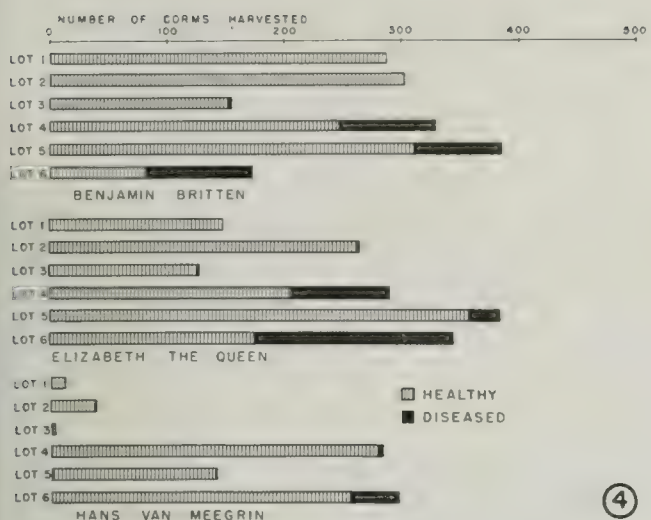 NUMBER OF CORMS HARVESTED
0 100 200 300 400 500
LOT 1
LOT 2
LOT 3
LOT 4
LOT 5
LOT 6
BENJAMIN BRITTEN
LOT 1
LOT 2
LOT 3
LOT 4
LOT 5
LOT 6
ELIZABETH THE QUEEN
LOT 1
LOT 2
LOT 3
LOT 4
LOT 5
LOT 6
HEALTHY
DISEASED
HANS VAN MEEGRIN
4